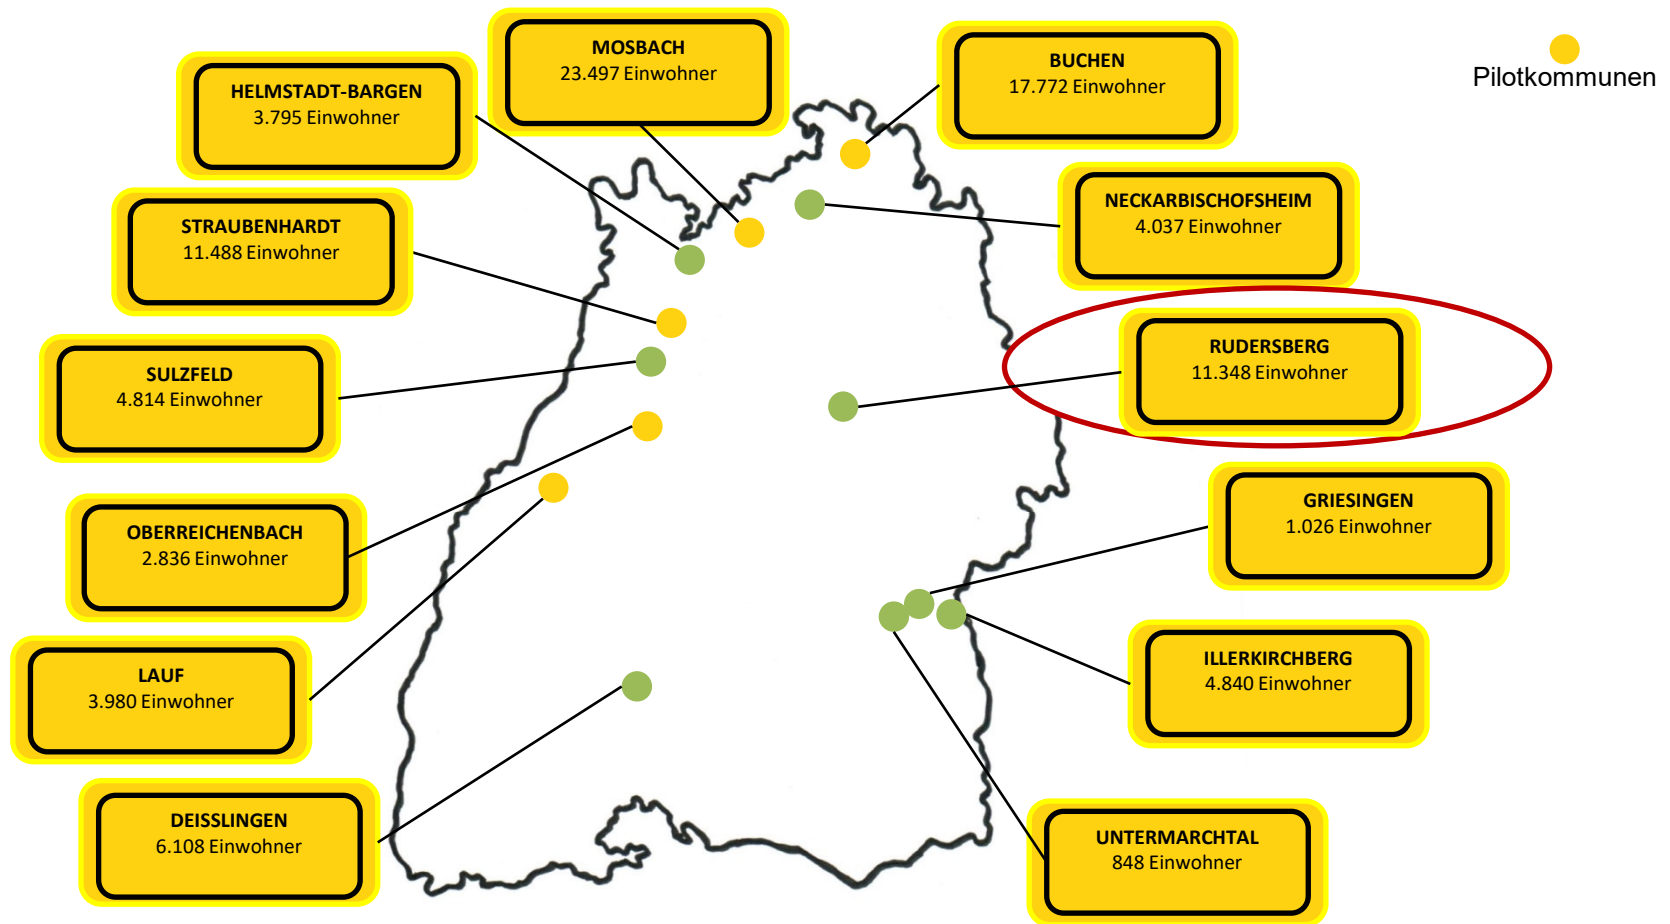 MOSBACH
23.497 Einwohner
BUCHEN
17.772 Einwohner
Pilotkommunen
HELMSTADT-BARGEN
3.795 Einwohner
NECKARBISCHOFSHEIM
4.037 Einwohner
STRAUBENHARDT
11.488 Einwohner
RUDERSBERG
11.348 Einwohner
SULZFELD
4.814 Einwohner
GRIESINGEN
1.026 Einwohner
OBERREICHENBACH
2.836 Einwohner
ILLERKIRCHBERG
4.840 Einwohner
LAUF
3.980 Einwohner
DEISSLINGEN
6.108 Einwohner
UNTERMARCHTAL
848 Einwohner